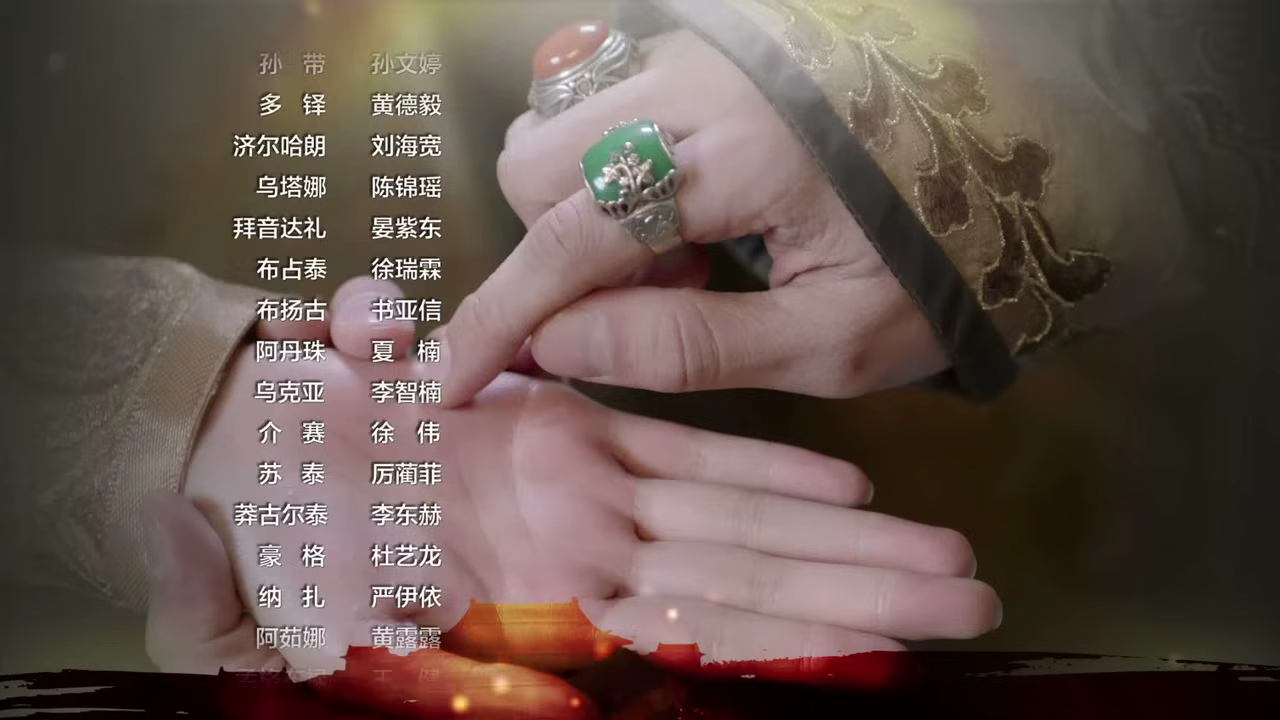 孙带 孙文婷
多铎 黄德毅
济尔哈朗 刘海宽
乌塔娜 陈锦瑶
拜音达礼 晏紫东
布占泰 徐瑞霖
布扬古 书亚信
阿丹珠 夏楠
乌克亚 李智楠
介赛 徐伟
苏泰 厉蔺菲
莽古尔泰 李东赫
豪格 杜艺龙
纳扎 严伊依
阿茹娜 黄露露
王健